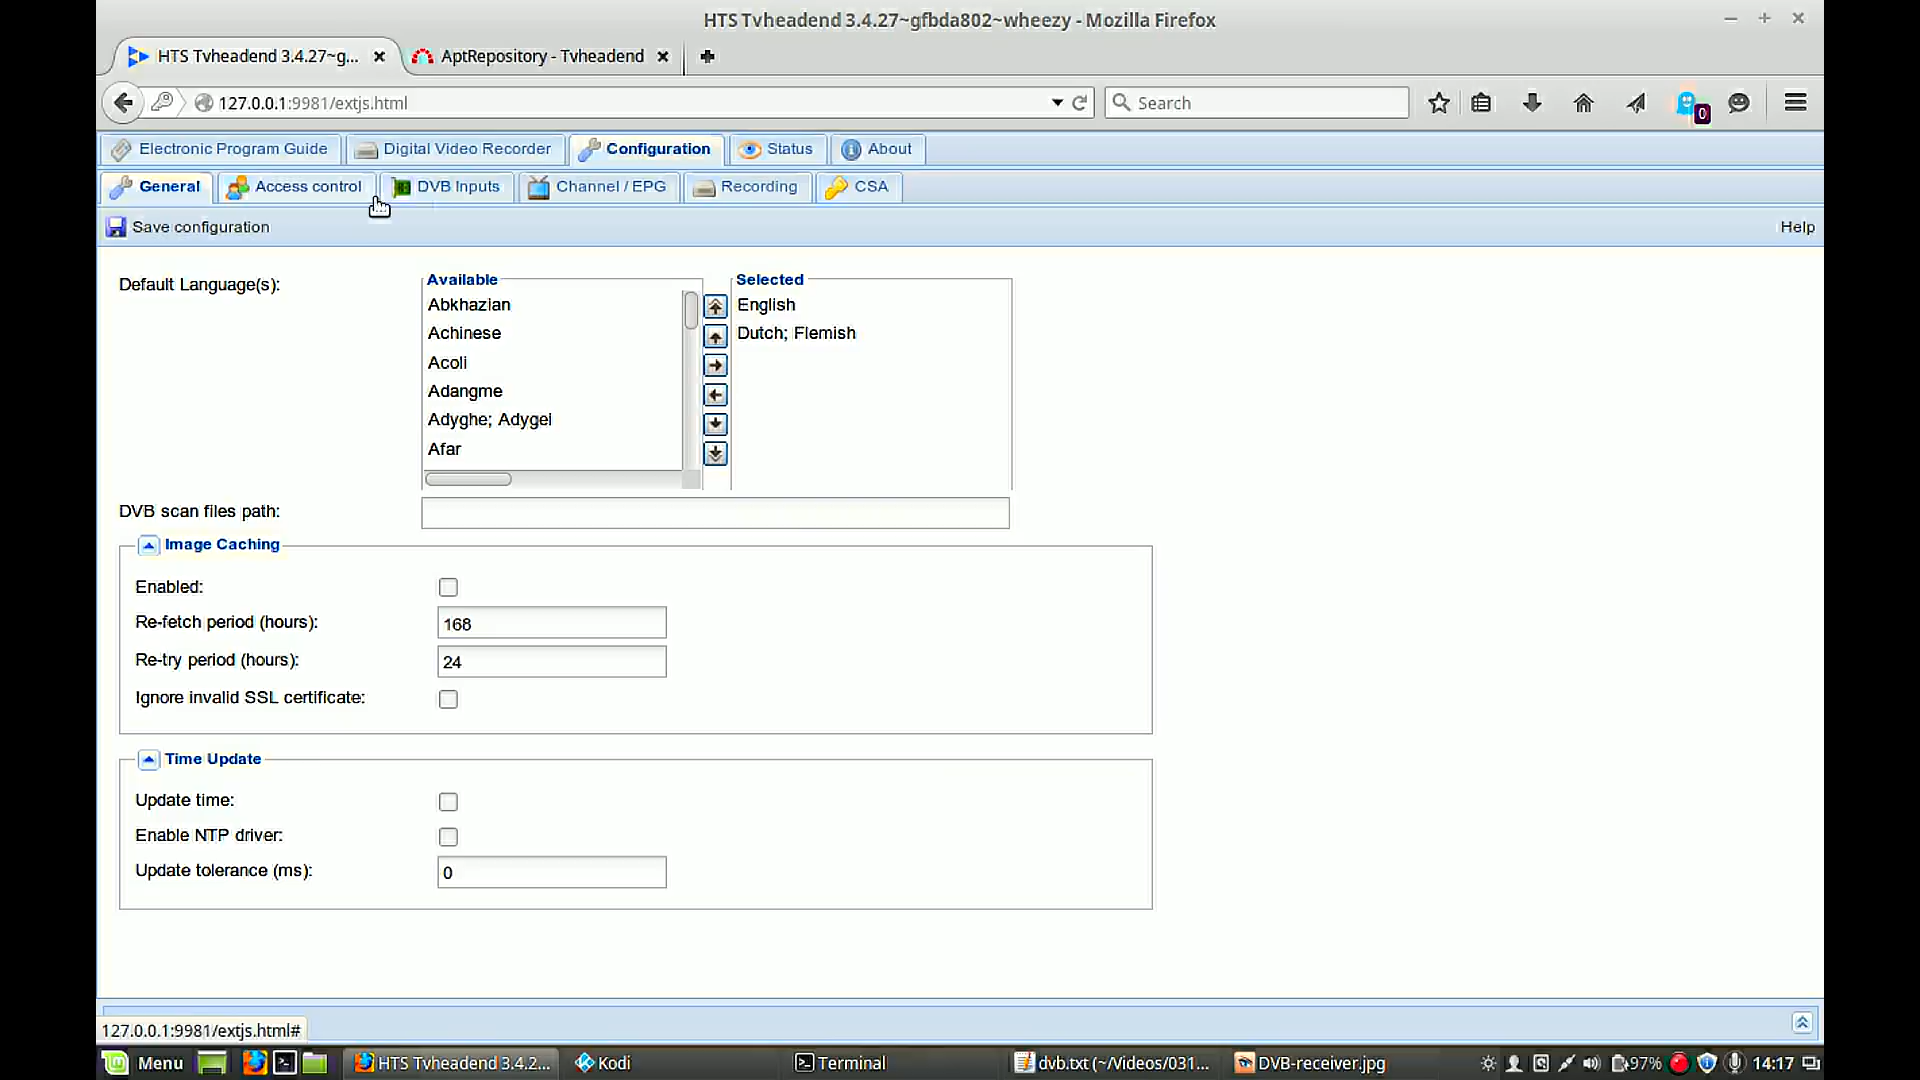 HTS Tvheadend 3.4.27~gfbda802~wheezy - Mozilla Firefox
HTS Tvheadend 3.4.27~g...
AptRepository - Tvheadend
127.0.0.1:9981/extjs.html
Search
0
Electronic Program Guide
Digital Video Recorder
Configuration
Status
About
General
Access control
DVB Inputs
Channel / EPG
Recording
CSA
Save configuration
Help
Default Language(s):
Available
Abkhazian
Achinese
Acoli
Adangme
Adyghe; Adygei
Afar
Selected
English
Dutch; Flemish
DVB scan files path:
Image Caching
Enabled:
Re-fetch period (hours):
168
Re-try period (hours):
24
Ignore invalid SSL certificate:
Time Update
Update time:
Enable NTP driver:
Update tolerance (ms):
0
127.0.0.1:9981/extjs.html#
Menu
HTS Tvheadend 3.4.2...
Kodi
Terminal
dvb.txt (~/Videos/031...
DVB-receiver.jpg
97%
14:17